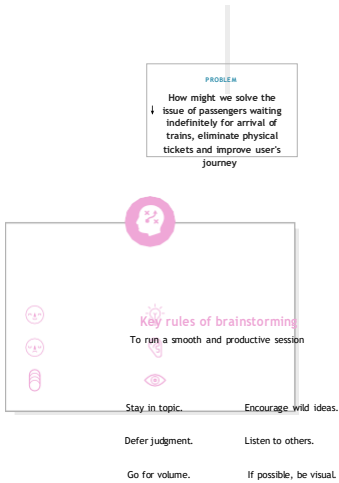 PROBLEM
How might we solve the
issue of passengers waiting
indefinitely for arrival of
trains, eliminate physical
tickets and improve user's
journey
Key rules of brainstorming
To run a smooth and productive session
Stay in topic. Encourage wild ideas.
Defer judgment. Listen to others.
Go for volume. If possible, be visual.